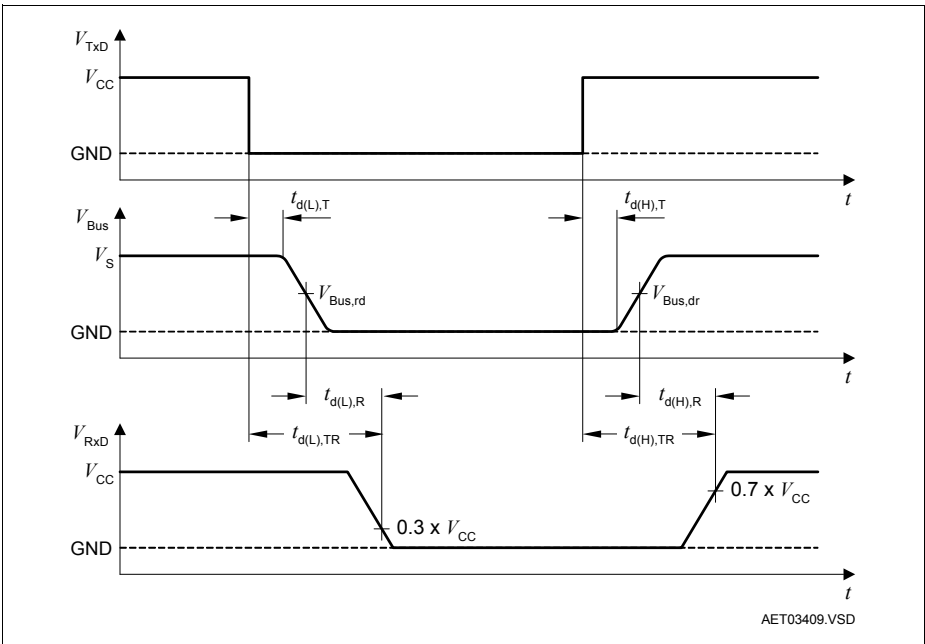 V_TxD
V_CC
GND
t
t_d(L),T
t_d(H),T
V_Bus
V_S
V_Bus,rd
V_Bus,dr
GND
t
t_d(L),R
t_d(H),R
t_d(L),TR
t_d(H),TR
V_RxD
V_CC
0.7 x V_CC
0.3 x V_CC
GND
t
AET03409.VSD